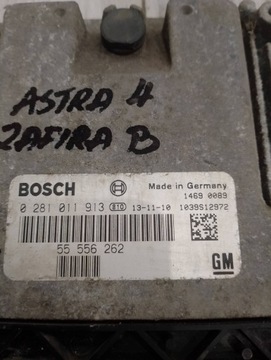 ASTRA 4
ZAFIRA B
BOSCH
Made in Germany
1469 0089
0 281 011 913 13-11-10 1039S12972
55 556 262
GM